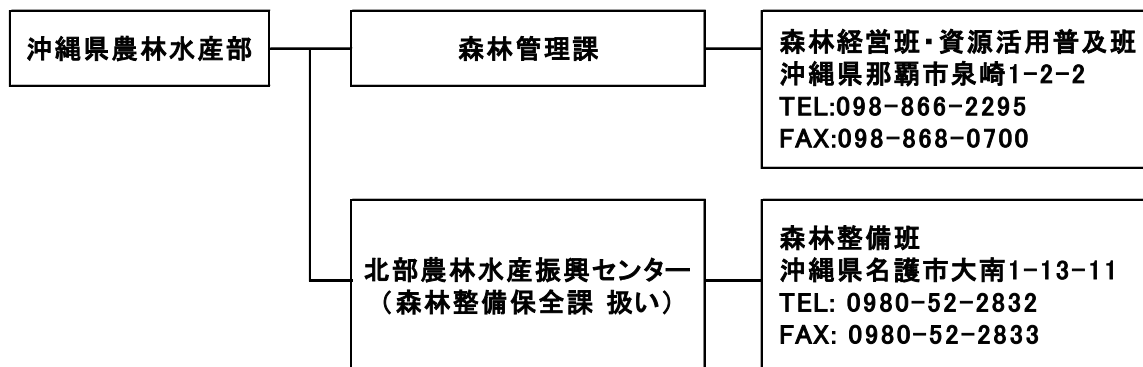 沖縄県農林水産部
森林管理課
森林経営班・資源活用普及班
沖縄県那覇市泉崎1-2-2
TEL:098-866-2295
FAX:098-868-0700
北部農林水産振興センター
（森林整備保全課 扱い）
森林整備班
沖縄県名護市大南1-13-11
TEL: 0980-52-2832
FAX: 0980-52-2833